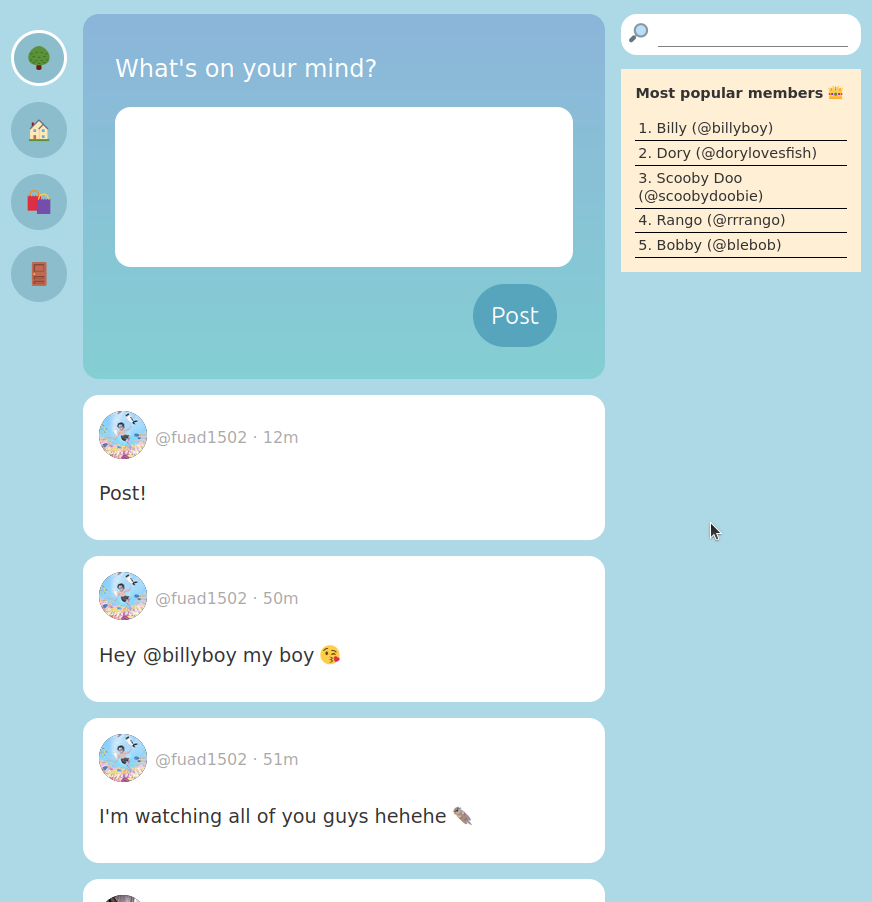 What's on your mind?
Post
@fuad1502 · 12m
Post!
@fuad1502 · 50m
Hey @billyboy my boy 😘
@fuad1502 · 51m
I'm watching all of you guys hehehe 🪶
Most popular members 👑
1. Billy (@billyboy)
2. Dory (@dorylovesfish)
3. Scooby Doo
(@scoobydoobie)
4. Rango (@rrrango)
5. Bobby (@blebob)